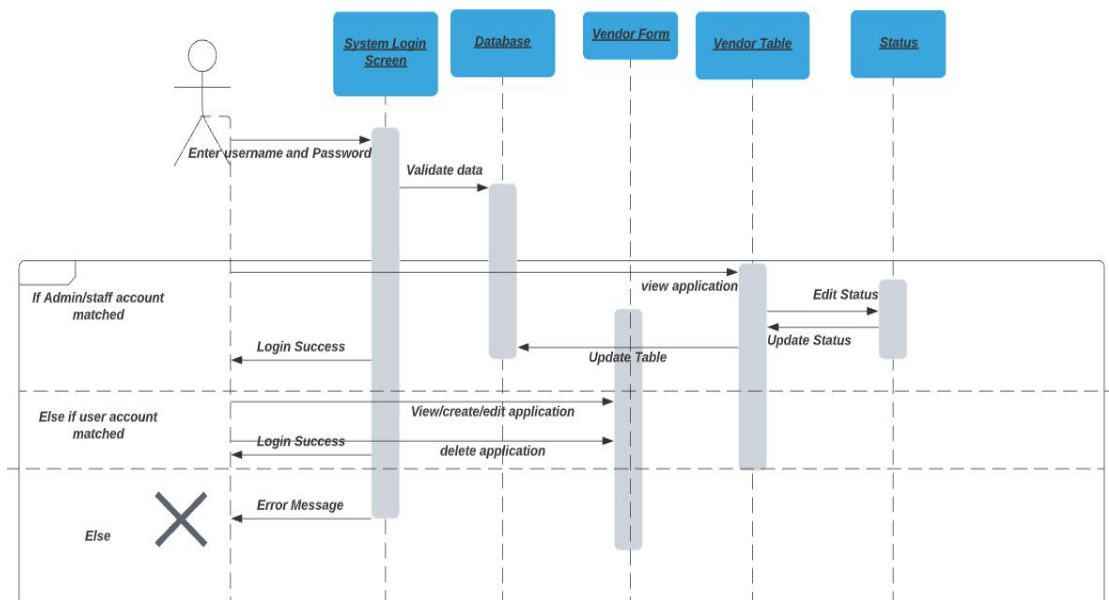 System Login
Screen
Database
Vendor Form
Vendor Table
Status
Enter username and Password
Validate data
If Admin/staff account
matched
view application
Edit Status
Update Status
Update Table
Login Success
Else if user account
matched
View/create/edit application
Login Success
delete application
Error Message
Else